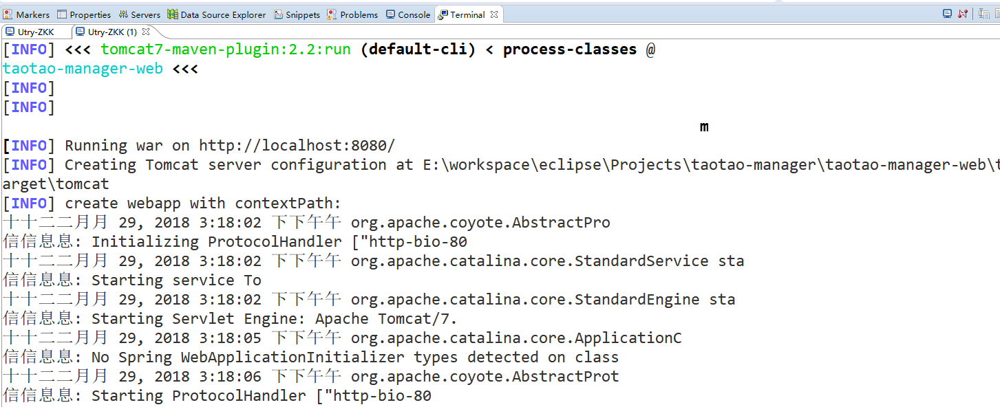 Markers Properties Servers Data Source Explorer Snippets Problems Console Terminal
Utry-ZKK Utry-ZKK (1)
[INFO] <<< tomcat7-maven-plugin:2.2:run (default-cli) < process-classes @
taotao-manager-web <<<
[INFO]
[INFO]
m
[INFO] Running war on http://localhost:8080/
[INFO] Creating Tomcat server configuration at E:\workspace\eclipse\Projects\taotao-manager\taotao-manager-web\t
arget\tomcat
[INFO] create webapp with contextPath:
十十二二月月 29, 2018 3:18:02 下下午午 org.apache.coyote.AbstractPro
信信息息: Initializing ProtocolHandler ["http-bio-80
十十二二月月 29, 2018 3:18:02 下下午午 org.apache.catalina.core.StandardService sta
信信息息: Starting service To
十十二二月月 29, 2018 3:18:02 下下午午 org.apache.catalina.core.StandardEngine sta
信信息息: Starting Servlet Engine: Apache Tomcat/7.
十十二二月月 29, 2018 3:18:05 下下午午 org.apache.catalina.core.ApplicationC
信信息息: No Spring WebApplicationInitializer types detected on class
十十二二月月 29, 2018 3:18:06 下下午午 org.apache.coyote.AbstractProt
信信息息: Starting ProtocolHandler ["http-bio-80